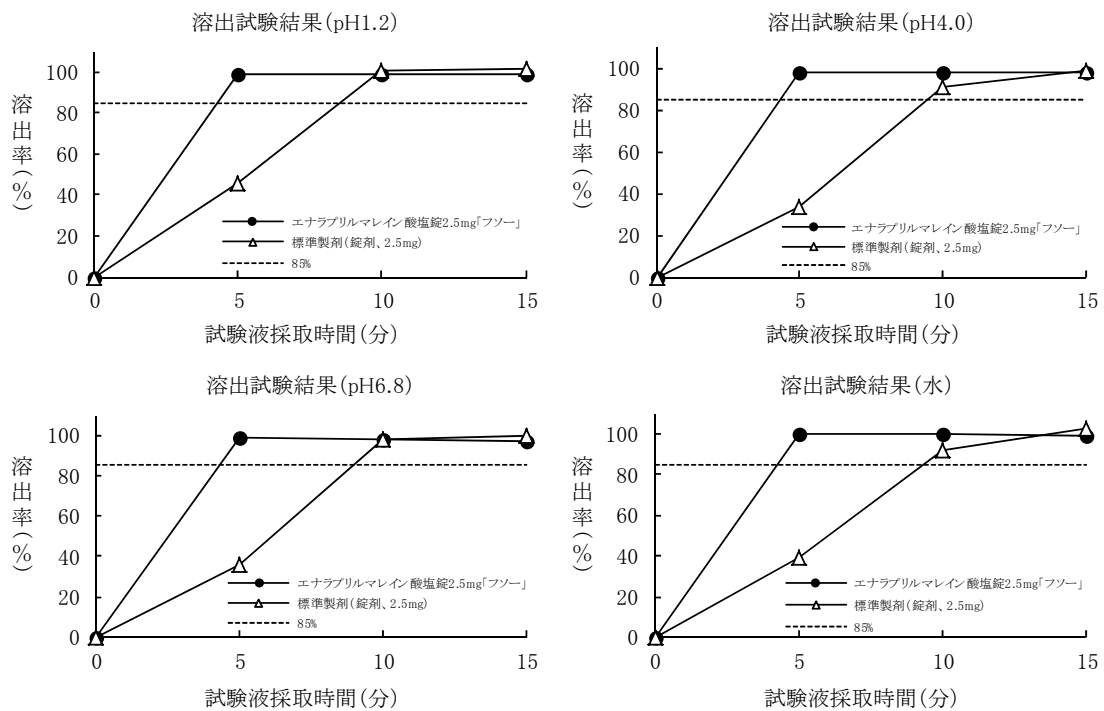 溶出試験結果(pH1.2)
溶出率(%)
100
80
60
40
20
0
エナラプリルマレイン酸塩錠2.5mg「フソー」
標準製剤(錠剤、2.5mg)
85%
0 5 10 15
試験液採取時間(分)
溶出試験結果(pH4.0)
溶出率(%)
100
80
60
40
20
0
エナラプリルマレイン酸塩錠2.5mg「フソー」
標準製剤(錠剤、2.5mg)
85%
0 5 10 15
試験液採取時間(分)
溶出試験結果(pH6.8)
溶出率(%)
100
80
60
40
20
0
エナラプリルマレイン酸塩錠2.5mg「フソー」
標準製剤(錠剤、2.5mg)
85%
0 5 10 15
試験液採取時間(分)
溶出試験結果(水)
溶出率(%)
100
80
60
40
20
0
エナラプリルマレイン酸塩錠2.5mg「フソー」
標準製剤(錠剤、2.5mg)
85%
0 5 10 15
試験液採取時間(分)